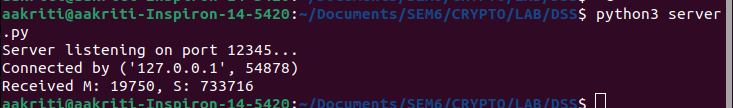 aakriti@aakriti-Inspiron-14-5420:~/Documents/SEM6/CRYPTO/LAB/DSS$ python3 server
.py
Server listening on port 12345...
Connected by ('127.0.0.1', 54878)
Received M: 19750, S: 733716
aakriti@aakriti-Inspiron-14-5420:~/Documents/SEM6/CRYPTO/LAB/DSS$